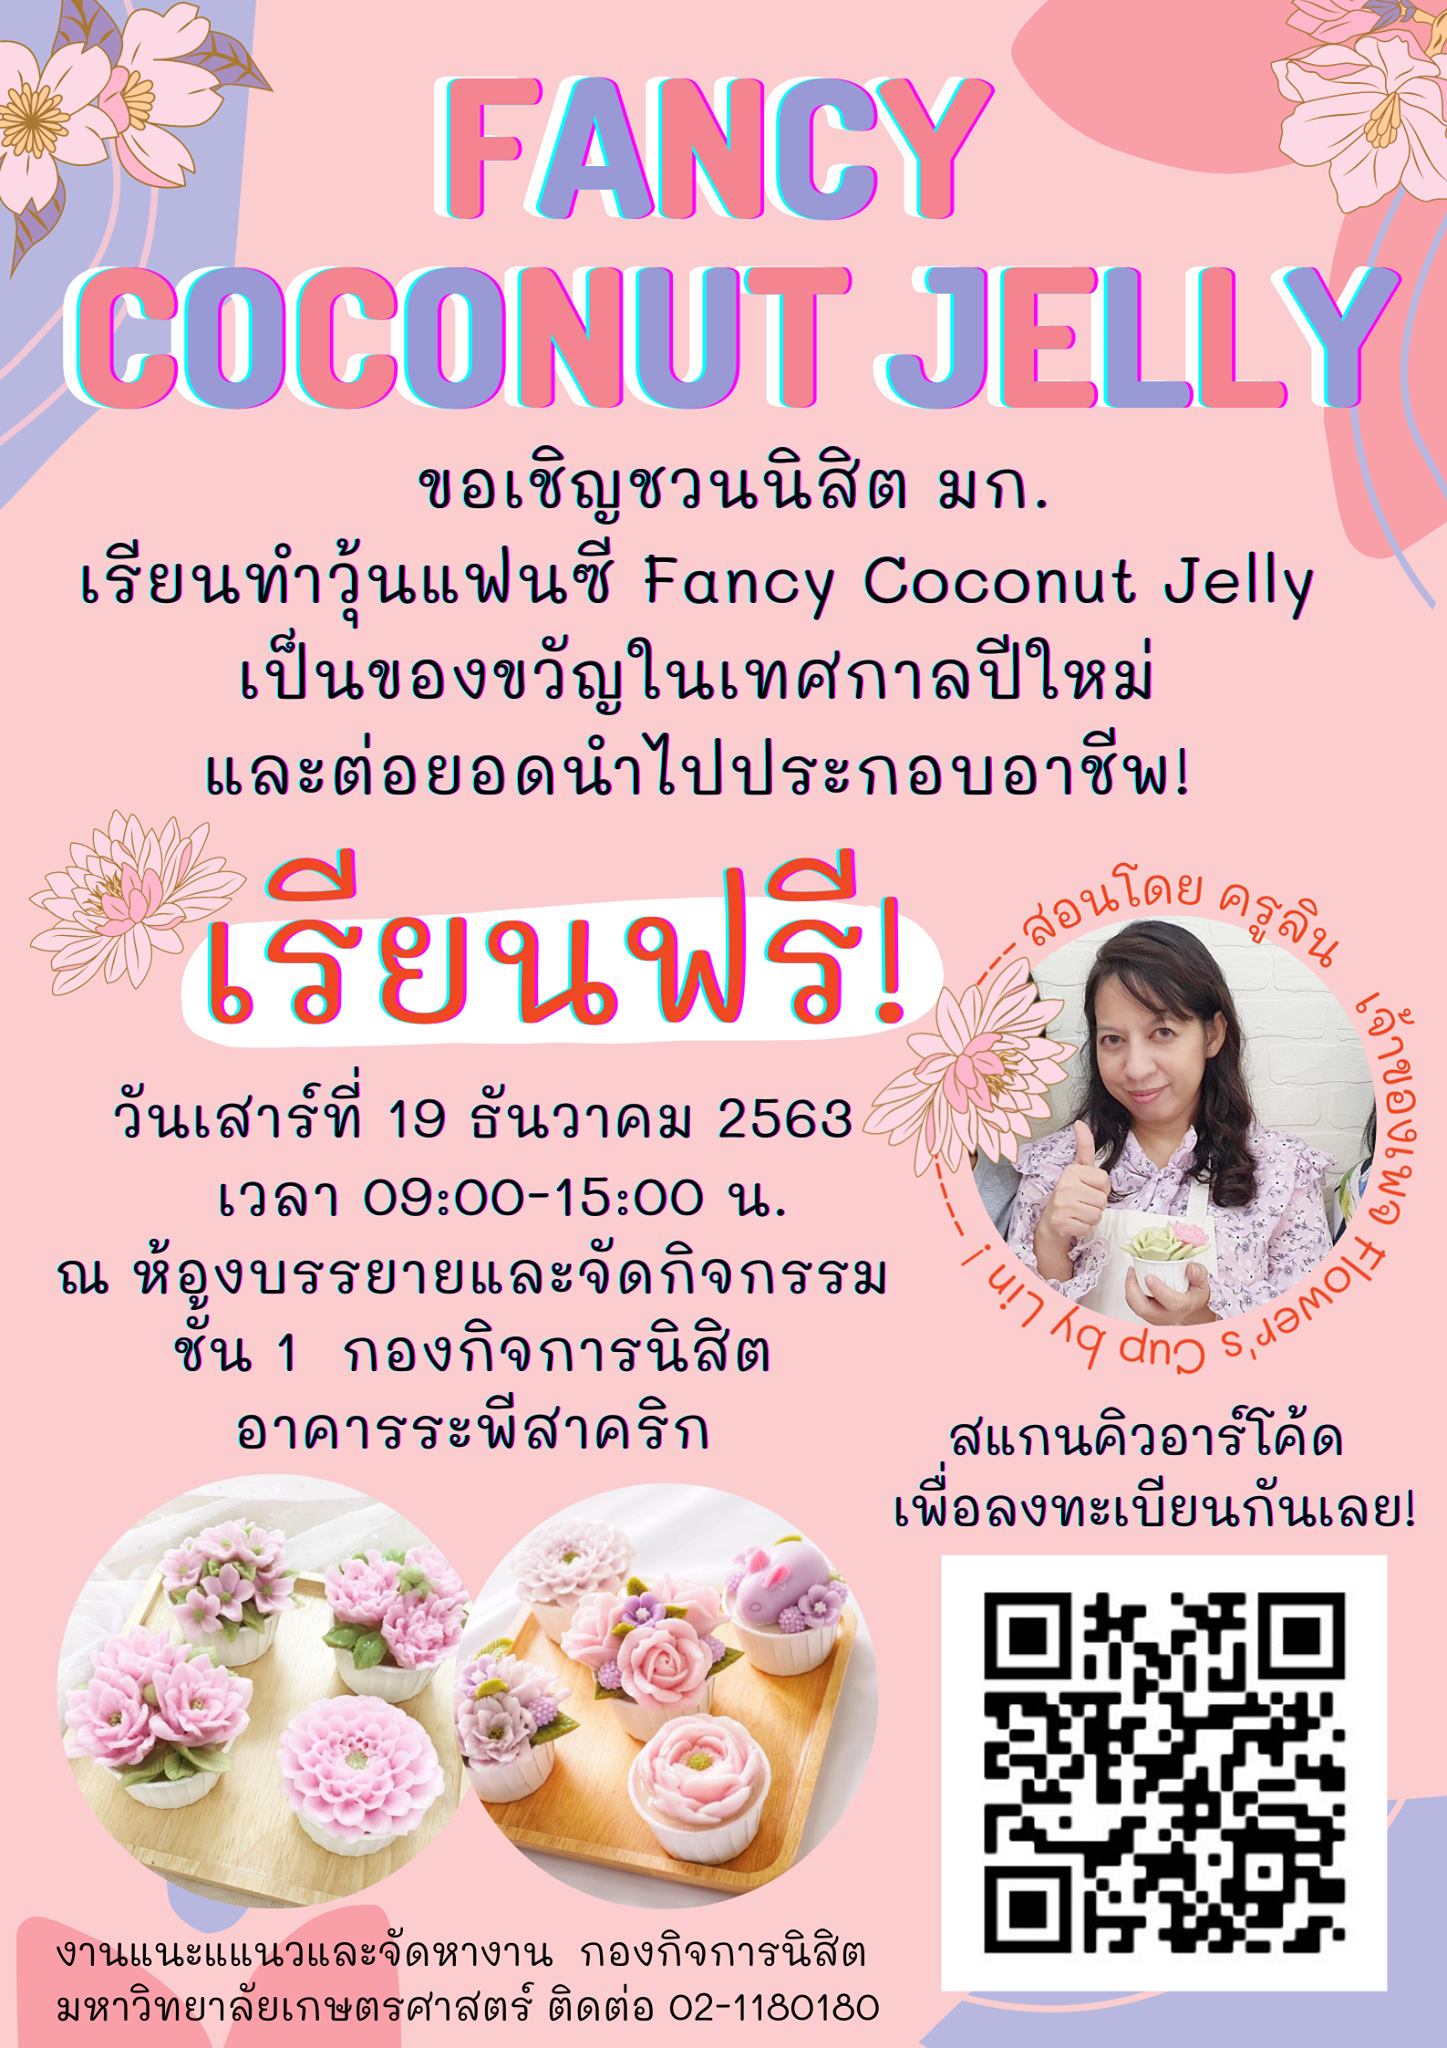 FANCY
COCONUT JELLY
ขอเชิญชวนนิสิต มก.
เรียนทำวุ้นแฟนซี Fancy Coconut Jelly
เป็นของขวัญในเทศกาลปีใหม่
และต่อยอดนำไปประกอบอาชีพ!
เรียนฟรี!
สอนโดย ครูลิน เจ้าของเพจ Flower's Cup by Lin !
วันเสาร์ที่ 19 ธันวาคม 2563
เวลา 09:00-15:00 น.
ณ ห้องบรรยายและจัดกิจกรรม
ชั้น 1 กองกิจการนิสิต
อาคารระพีสาคริก
สแกนคิวอาร์โค้ด
เพื่อลงทะเบียนกันเลย!
งานแนะแแนวและจัดหางาน กองกิจการนิสิต
มหาวิทยาลัยเกษตรศาสตร์ ติดต่อ 02-1180180